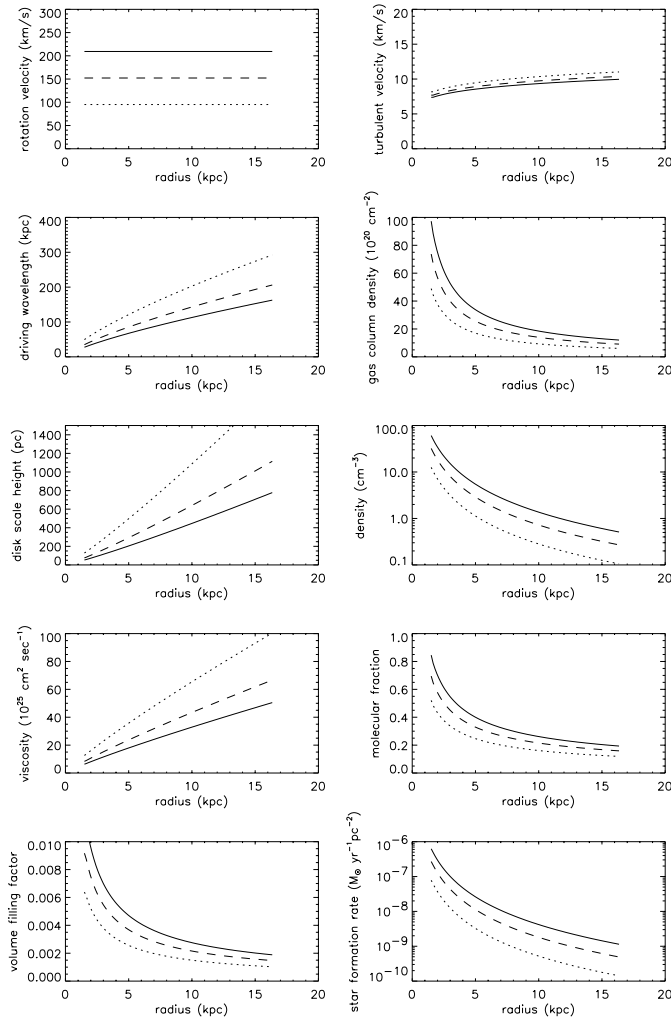 rotation velocity (km/s)
300
250
200
150
100
50
0
0 5 10 15 20
radius (kpc)
turbulent velocity (km/s)
20
15
10
5
0
0 5 10 15 20
radius (kpc)
driving wavelength (kpc)
400
300
200
100
0
0 5 10 15 20
radius (kpc)
gas column density (10²⁰ cm⁻²)
100
80
60
40
20
0
0 5 10 15 20
radius (kpc)
disk scale height (pc)
1400
1200
1000
800
600
400
200
0
0 5 10 15 20
radius (kpc)
density (cm⁻³)
100.0
10.0
1.0
0.1
0 5 10 15 20
radius (kpc)
viscosity (10²⁵ cm² sec⁻¹)
100
80
60
40
20
0
0 5 10 15 20
radius (kpc)
molecular fraction
1.0
0.8
0.6
0.4
0.2
0.0
0 5 10 15 20
radius (kpc)
volume filling factor
0.010
0.008
0.006
0.004
0.002
0.000
0 5 10 15 20
radius (kpc)
star formation rate (M⊙ yr⁻¹pc⁻²)
10⁻⁶
10⁻⁷
10⁻⁸
10⁻⁹
10⁻¹⁰
0 5 10 15 20
radius (kpc)